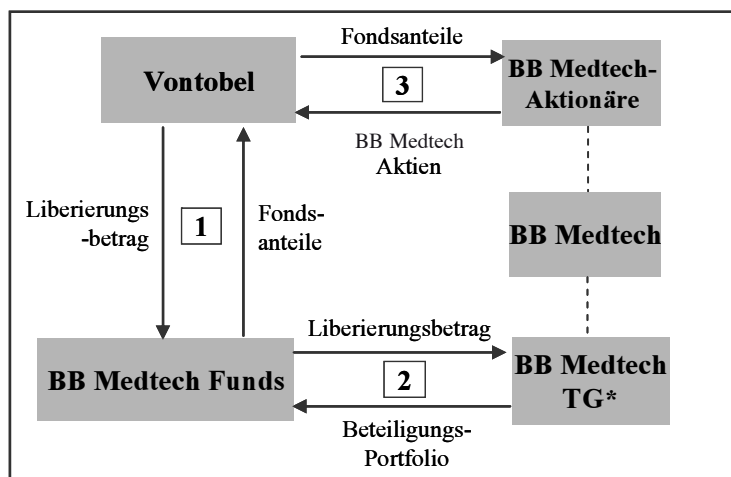 Fondsanteile
Vontobel
3
BB Medtech-
Aktionäre
BB Medtech
Aktien
Liberierungs
-betrag
1
Fonds-
anteile
BB Medtech
Liberierungsbetrag
BB Medtech Funds
2
BB Medtech
TG*
Beteiligungs-
Portfolio